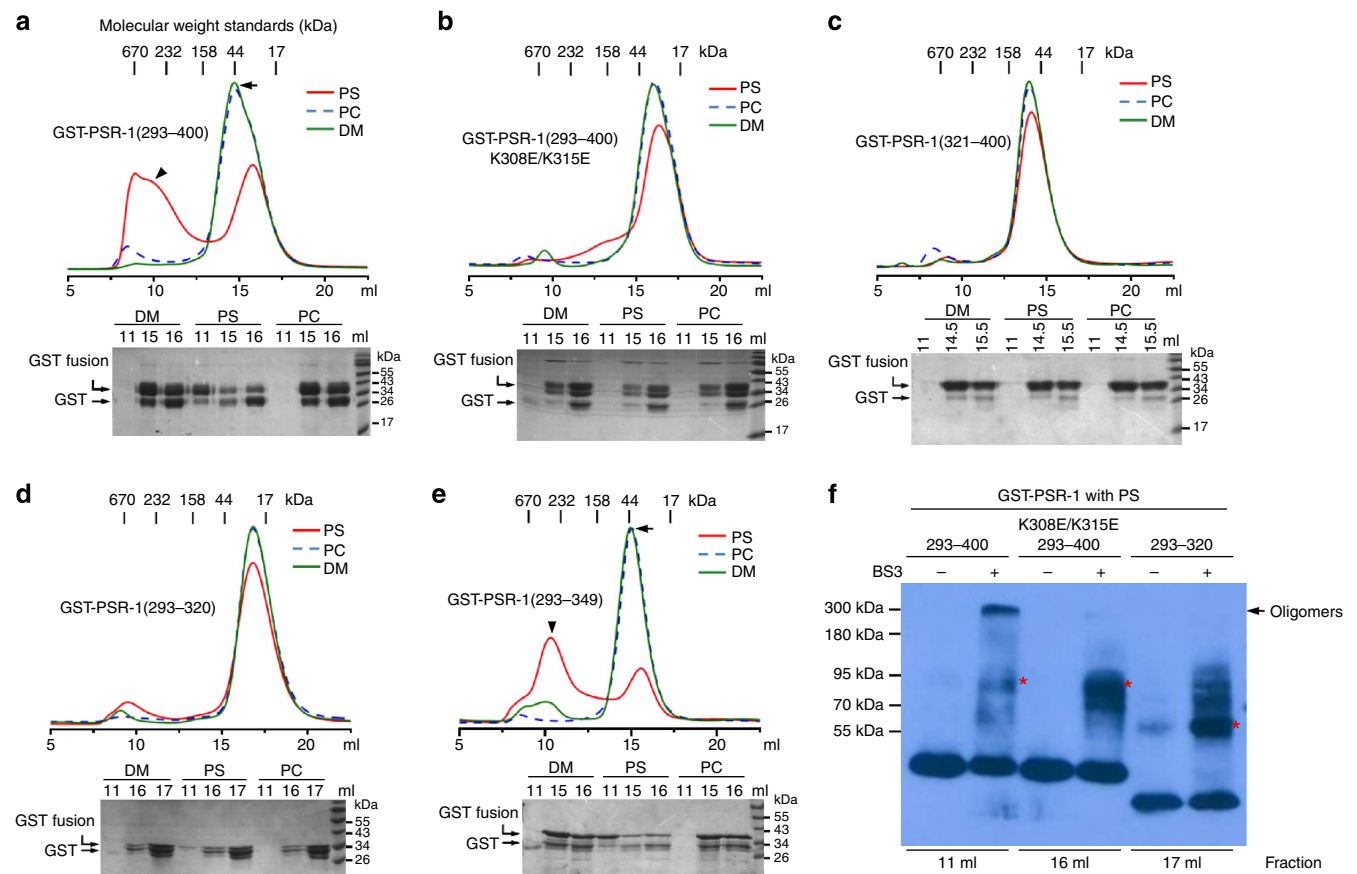 a
Molecular weight standards (kDa)
670 232 158 44 17
PS
PC
DM
GST-PSR-1(293–400)
5 10 15 20 ml
DM PS PC
11 15 16 11 15 16 11 15 16 ml
GST fusion
GST
kDa
55
43
34
26
17
b
670 232 158 44 17 kDa
PS
PC
DM
GST-PSR-1(293–400)
K308E/K315E
5 10 15 20 ml
DM PS PC
11 15 16 11 15 16 11 15 16 ml
GST fusion
GST
kDa
55
43
34
26
17
c
670 232 158 44 17 kDa
PS
PC
DM
GST-PSR-1(321–400)
5 10 15 20 ml
DM PS PC
11 14.5 15.5 11 14.5 15.5 11 14.5 15.5 ml
GST fusion
GST
kDa
55
43
34
26
17
d
670 232 158 44 17 kDa
PS
PC
DM
GST-PSR-1(293–320)
5 10 15 20 ml
DM PS PC
11 16 17 11 16 17 11 16 17 ml
GST fusion
GST
kDa
55
43
34
26
e
670 232 158 44 17 kDa
PS
PC
DM
GST-PSR-1(293–349)
5 10 15 20 ml
DM PS PC
11 15 16 11 15 16 11 15 16 ml
GST fusion
GST
kDa
55
43
34
26
f
GST-PSR-1 with PS
K308E/K315E
293–400 293–400 293–320
BS3 – + – + – +
300 kDa
180 kDa
95 kDa
70 kDa
55 kDa
* * *
Oligomers
11 ml 16 ml 17 ml Fraction